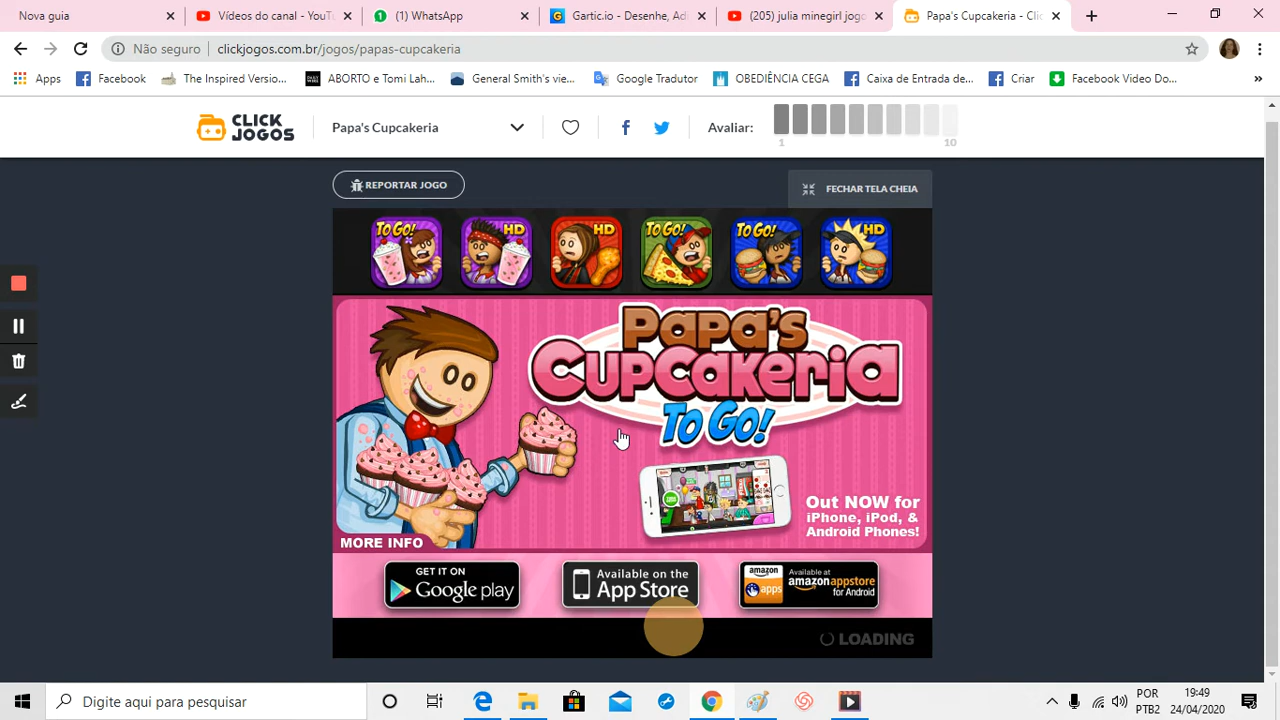 Nova guia
Vídeos do canal - YouTu
(1) WhatsApp
Gartic.io - Desenhe, Adi
(205) julia minegirl jogo
Papa's Cupcakeria - Clic
Não seguro
clickjogos.com.br/jogos/papas-cupcakeria
Apps
Facebook
The Inspired Versio...
ABORTO e Tomi Lah...
General Smith's vie...
Google Tradutor
OBEDIÊNCIA CEGA
Caixa de Entrada de...
Criar
Facebook Video Do...
CLICK
JOGOS
Papa's Cupcakeria
Avaliar:
1
10
REPORTAR JOGO
FECHAR TELA CHEIA
TO GO!
HD
HD
TO GO!
TO GO!
HD
Papa's
Cupcakeria
To Go!
Out NOW for
iPhone, iPod, &
Android Phones!
MORE INFO
GET IT ON
Google play
Available on the
App Store
amazon
apps
Available at
amazonappstore
for Android
LOADING
Digite aqui para pesquisar
POR
PTB2
19:49
24/04/2020